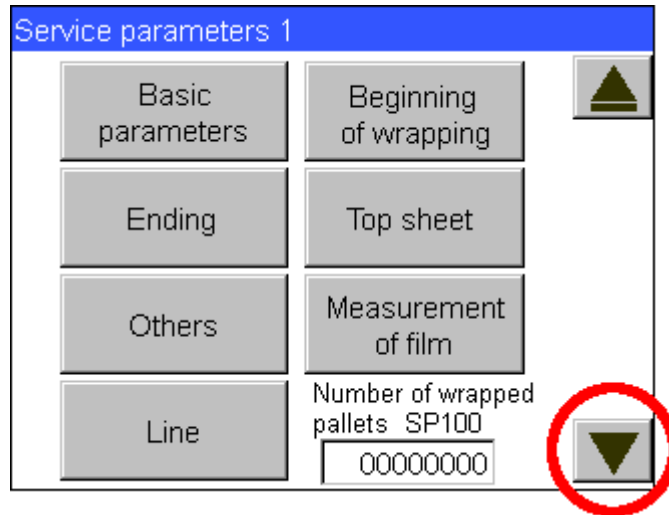 Service parameters 1
Basic
parameters
Beginning
of wrapping
Ending
Top sheet
Others
Measurement
of film
Line
Number of wrapped
pallets SP100
00000000